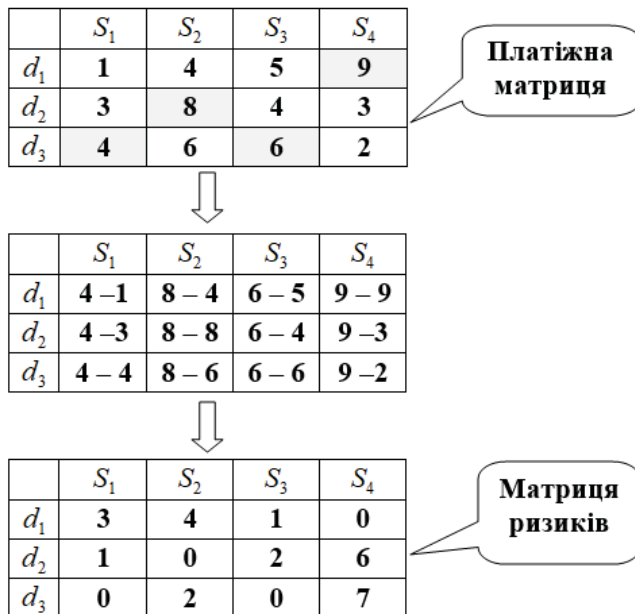 S₁ S₂ S₃ S₄
d₁ 1 4 5 9
d₂ 3 8 4 3
d₃ 4 6 6 2
Платіжна
матриця
S₁ S₂ S₃ S₄
d₁ 4 –1 8 – 4 6 – 5 9 – 9
d₂ 4 –3 8 – 8 6 – 4 9 –3
d₃ 4 – 4 8 – 6 6 – 6 9 –2
S₁ S₂ S₃ S₄
d₁ 3 4 1 0
d₂ 1 0 2 6
d₃ 0 2 0 7
Матриця
ризиків